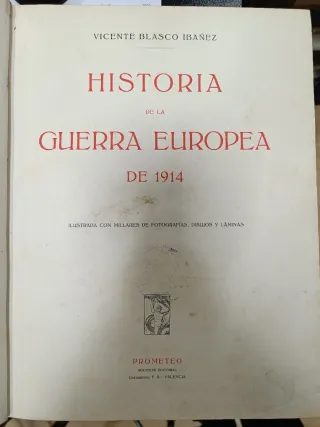 VICENTE BLASCO IBAÑEZ
HISTORIA
DE LA
GUERRA EUROPEA
DE 1914
ILUSTRADA CON MILLARES DE FOTOGRAFÍAS, DIBUJOS Y LÁMINAS
PROMETEO
SOCIEDAD EDITORIAL
VALENCIA